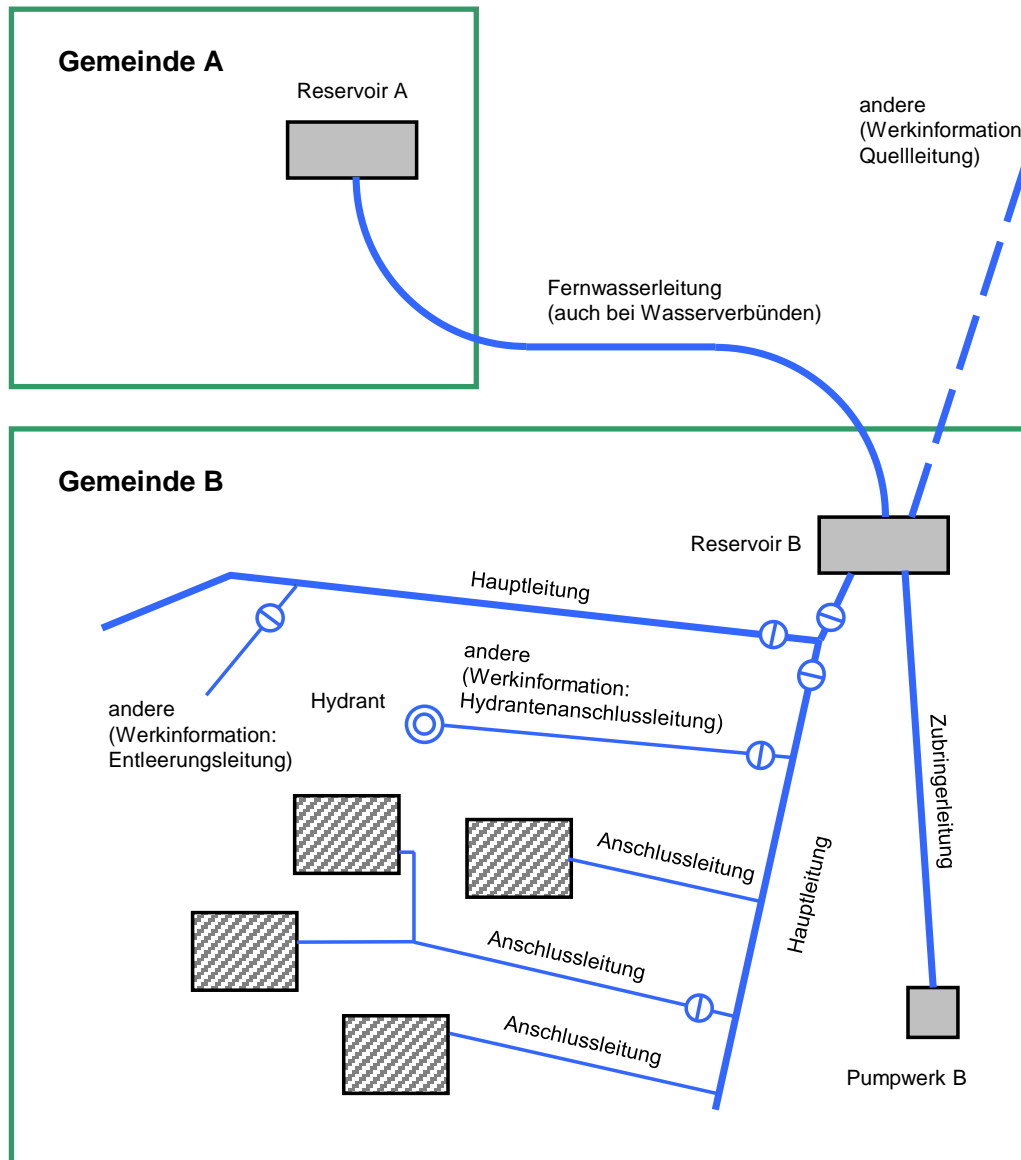 Gemeinde A
Reservoir A
andere
(Werkinformation
Quellleitung)
Fernwasserleitung
(auch bei Wasserverbünden)
Gemeinde B
Reservoir B
Hauptleitung
andere
(Werkinformation:
Hydrantenanschlussleitung)
Hydrant
andere
(Werkinformation:
Entleerungsleitung)
Zubringerleitung
Anschlussleitung
Hauptleitung
Anschlussleitung
Anschlussleitung
Pumpwerk B